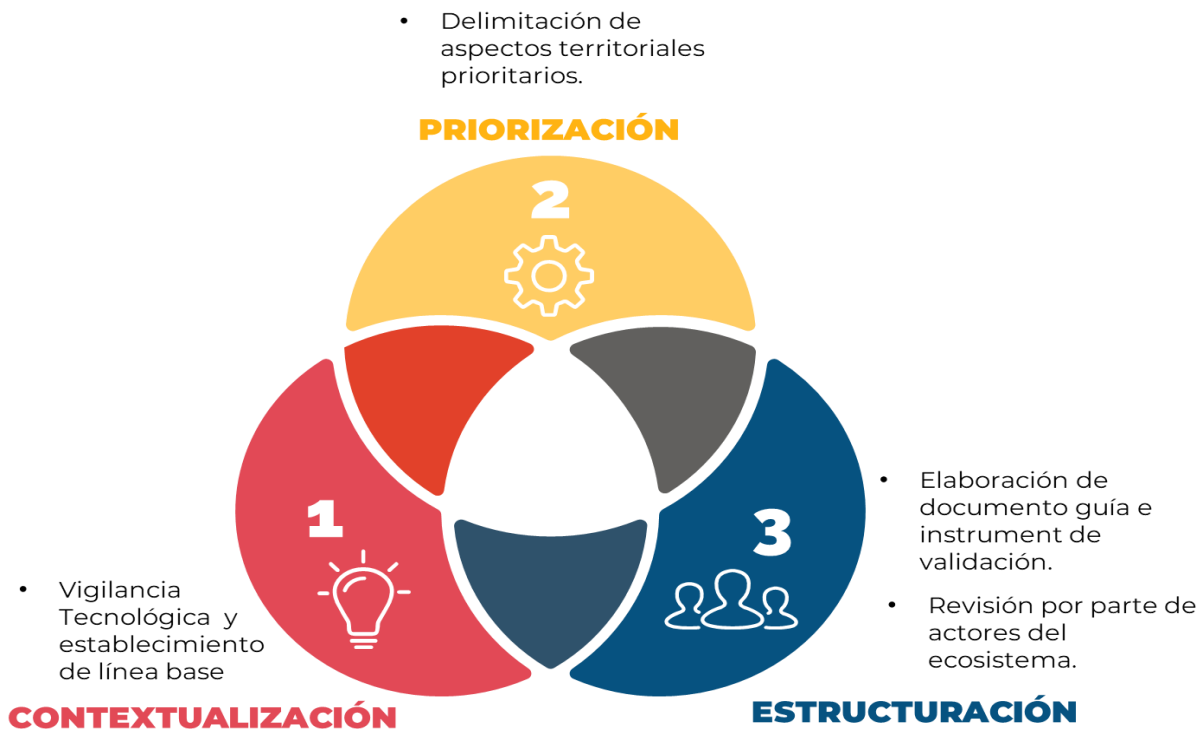 • Delimitación de
aspectos territoriales
prioritarios.
PRIORIZACIÓN
2
1
• Vigilancia
Tecnológica y
establecimiento
de línea base
CONTEXTUALIZACIÓN
3
• Elaboración de
documento guía e
instrument de
validación.
• Revisión por parte de
actores del
ecosistema.
ESTRUCTURACIÓN